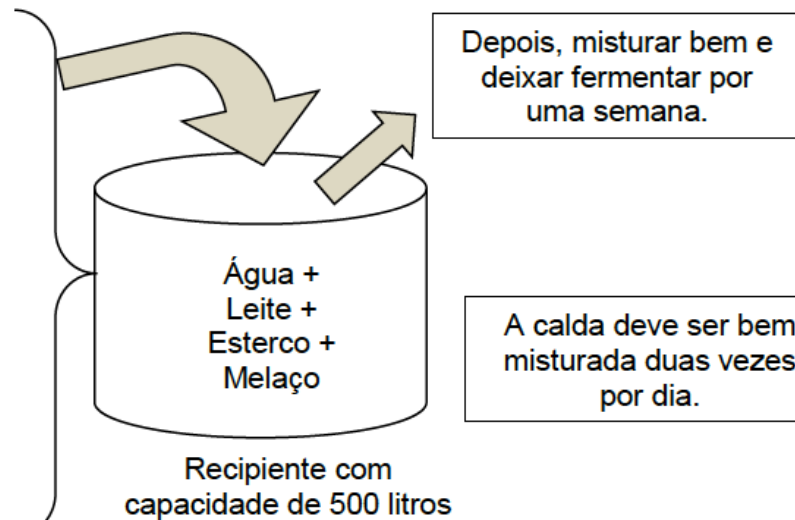 Depois, misturar bem e
deixar fermentar por
uma semana.
Água +
Leite +
Esterco +
Melaço
A calda deve ser bem
misturada duas vezes
por dia.
Recipiente com
capacidade de 500 litros